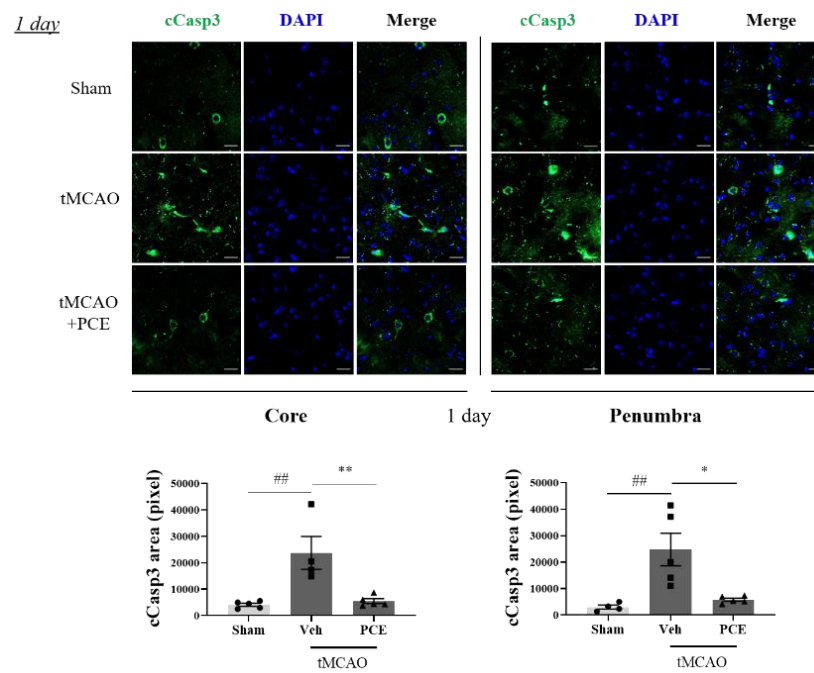 1 day
cCasp3 DAPI Merge cCasp3 DAPI Merge
Sham
tMCAO
tMCAO
+PCE
Core 1 day Penumbra
cCasp3 area (pixel)
50000
40000
30000
20000
10000
0
## **
Sham Veh PCE
tMCAO
cCasp3 area (pixel)
50000
40000
30000
20000
10000
0
## *
Sham Veh PCE
tMCAO